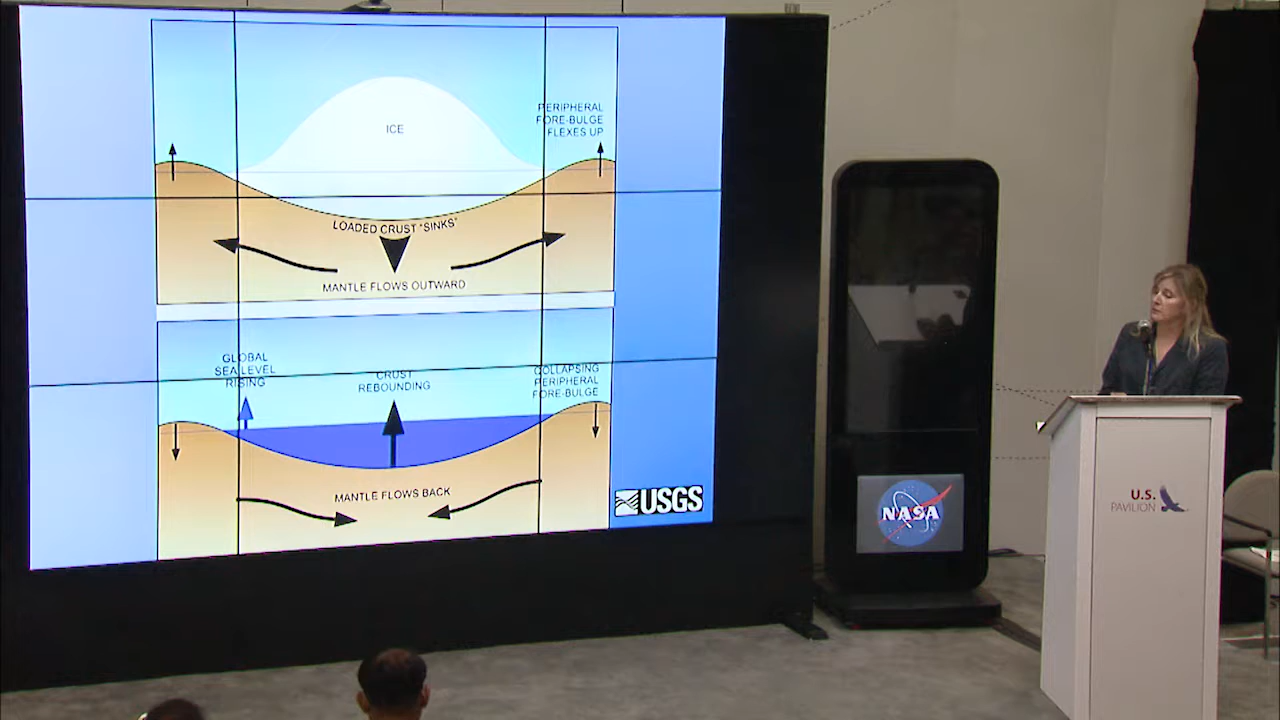 PERIPHERAL
FORE-BULGE
FLEXES UP
ICE
LOADED CRUST "SINKS"
MANTLE FLOWS OUTWARD
GLOBAL
SEA LEVEL
RISING
CRUST
REBOUNDING
COLLAPSING
PERIPHERAL
FORE-BULGE
MANTLE FLOWS BACK
USGS
NASA
U.S.
PAVILION